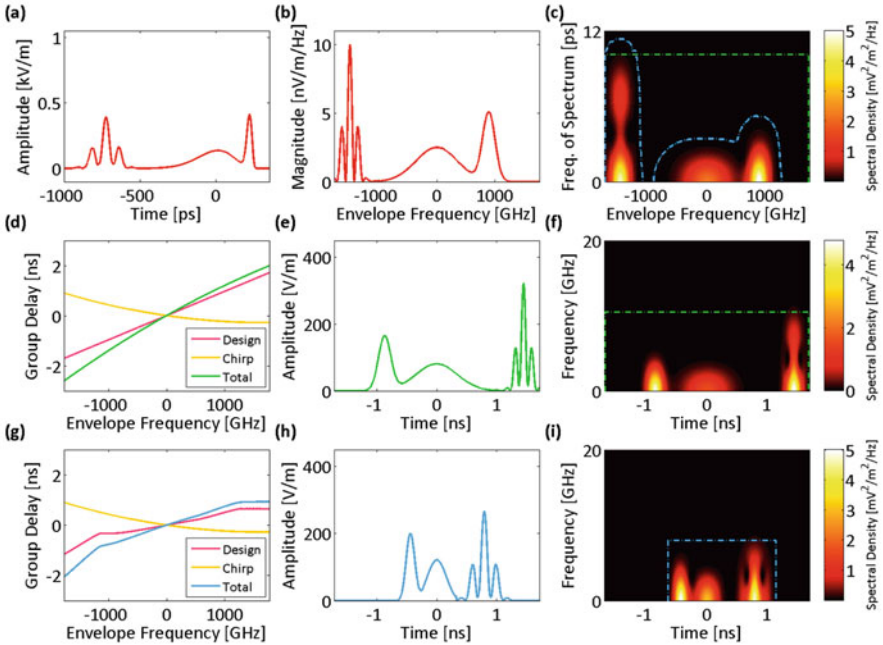 (a)
1
0.5
0
Amplitude [kV/m]
-1000
-500
0
Time [ps]
(b)
15
10
5
0
Magnitude [nV/m/Hz]
-1000
0
1000
Envelope Frequency [GHz]
(c)
12
0
Freq. of Spectrum [ps]
-1000
0
1000
Envelope Frequency [GHz]
5
4
3
2
1
Spectral Density [mV²/m²/Hz]
(d)
2
0
-2
Group Delay [ns]
Design
Chirp
Total
-1000
0
1000
Envelope Frequency [GHz]
(e)
400
200
0
Amplitude [V/m]
-1
0
1
Time [ns]
(f)
20
0
Frequency [GHz]
-1
0
1
Time [ns]
4
2
0
Spectral Density [mV²/m²/Hz]
(g)
2
0
-2
Group Delay [ns]
Design
Chirp
Total
-1000
0
1000
Envelope Frequency [GHz]
(h)
400
200
0
Amplitude [V/m]
-1
0
1
Time [ns]
(i)
20
0
Frequency [GHz]
-1
0
1
Time [ns]
5
4
3
2
1
Spectral Density [mV²/m²/Hz]